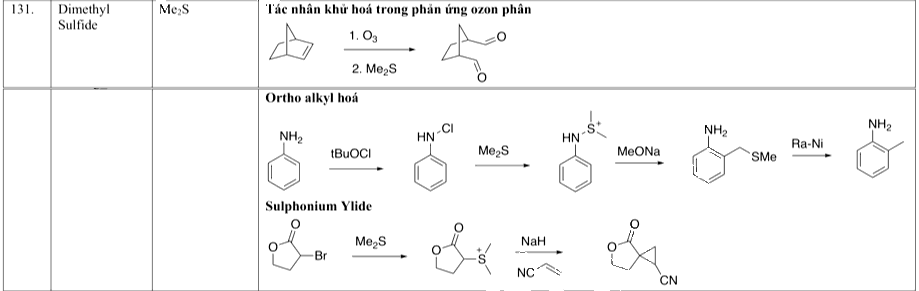 131. Dimethyl Sulfide Me₂S Tác nhân khử hoá trong phản ứng ozon phân
1. O₃
2. Me₂S
O
O
Ortho alkyl hoá
NH₂
tBuOCl
HN Cl
Me₂S
HN S⁺
MeONa
NH₂
SMe
Ra-Ni
NH₂
Sulphonium Ylide
O
O
Br
Me₂S
O
O
S⁺
NaH
NC
O
O
CN